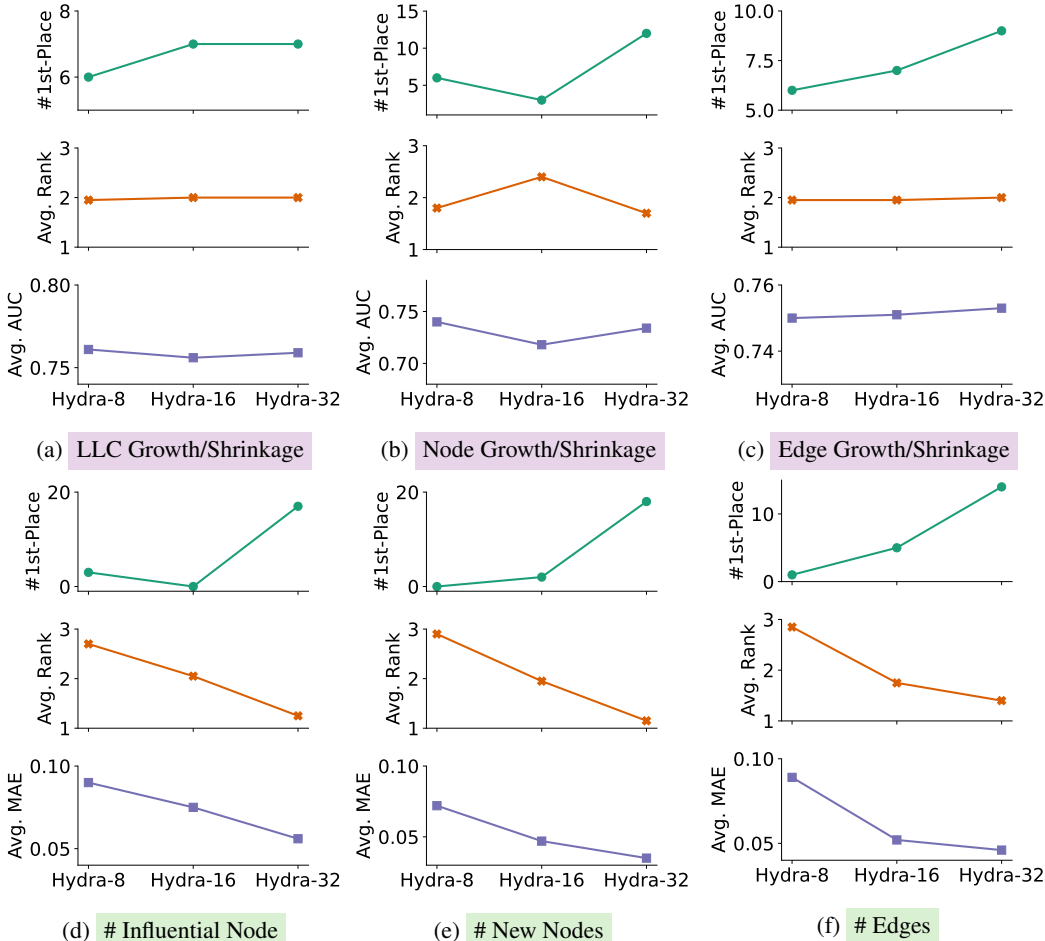 #1st-Place
8
6
Avg. Rank
3
2
1
Avg. AUC
0.80
0.75
Hydra-8 Hydra-16 Hydra-32
(a) LLC Growth/Shrinkage
#1st-Place
15
10
5
Avg. Rank
3
2
1
Avg. AUC
0.75
0.70
Hydra-8 Hydra-16 Hydra-32
(b) Node Growth/Shrinkage
#1st-Place
10.0
7.5
5.0
Avg. Rank
3
2
1
Avg. AUC
0.76
0.74
Hydra-8 Hydra-16 Hydra-32
(c) Edge Growth/Shrinkage
#1st-Place
20
0
Avg. Rank
3
2
1
Avg. MAE
0.10
0.05
Hydra-8 Hydra-16 Hydra-32
(d) # Influential Node
#1st-Place
20
0
Avg. Rank
3
2
1
Avg. MAE
0.10
0.05
Hydra-8 Hydra-16 Hydra-32
(e) # New Nodes
#1st-Place
10
0
Avg. Rank
3
2
1
Avg. MAE
0.10
0.05
Hydra-8 Hydra-16 Hydra-32
(f) # Edges